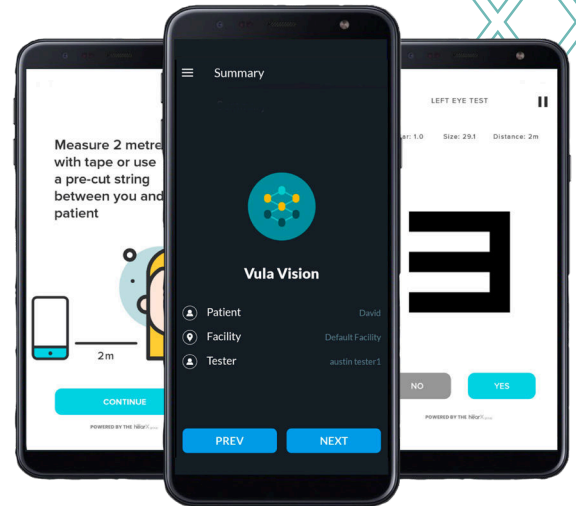 Measure 2 metre
with tape or use
a pre-cut string
between you and
patient
2m
CONTINUE
POWERED BY THE
Summary
Vula Vision
Patient David
Facility Default Facility
Tester austin tester1
PREV NEXT
LEFT EYE TEST
Size: 29.1 Distance: 2m
NO YES
POWERED BY THE